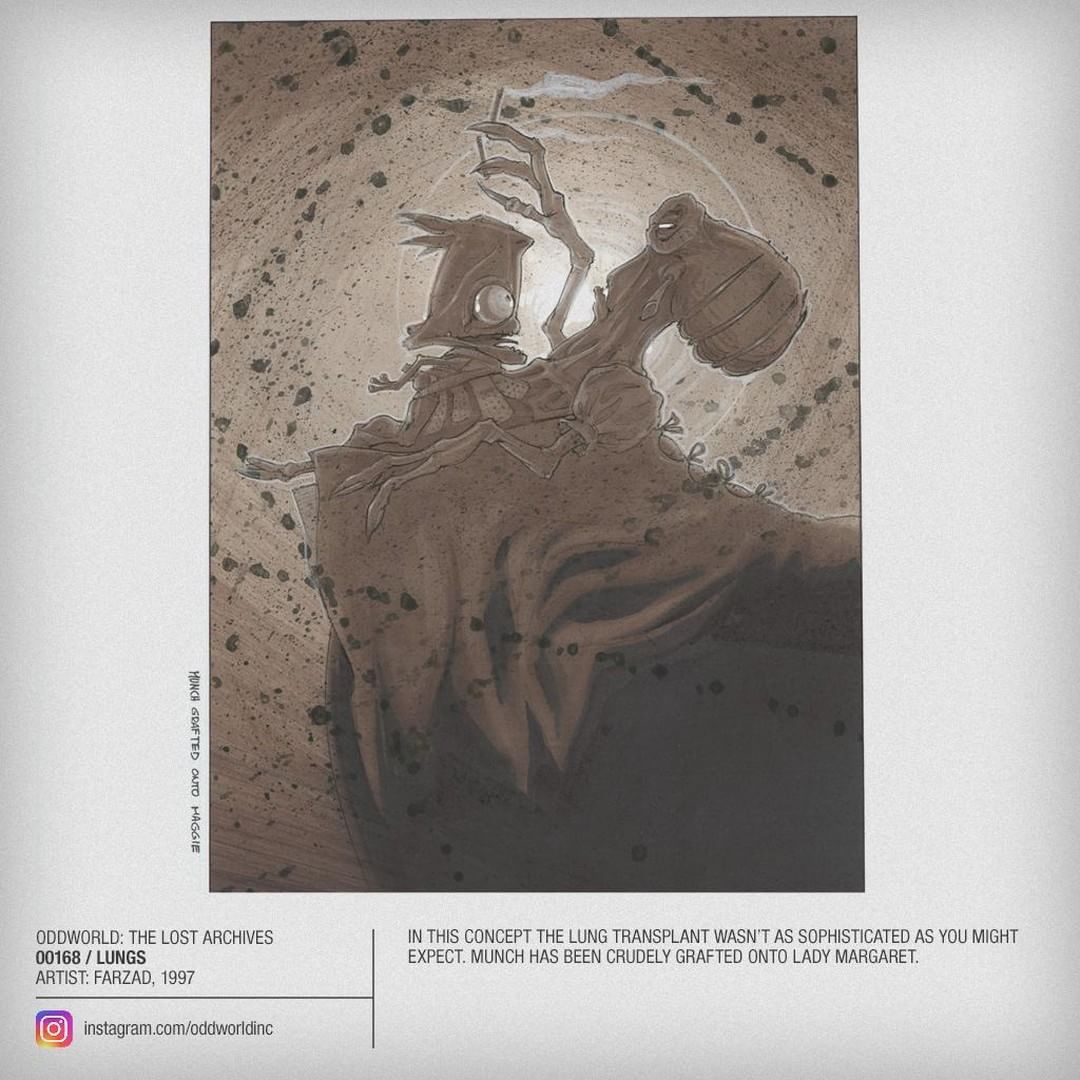 MUNCH GRAFTED ONTO MAGGIE
ODDWORLD: THE LOST ARCHIVES
00168 / LUNGS
ARTIST: FARZAD, 1997
instagram.com/oddworldinc
IN THIS CONCEPT THE LUNG TRANSPLANT WASN'T AS SOPHISTICATED AS YOU MIGHT
EXPECT. MUNCH HAS BEEN CRUDELY GRAFTED ONTO LADY MARGARET.